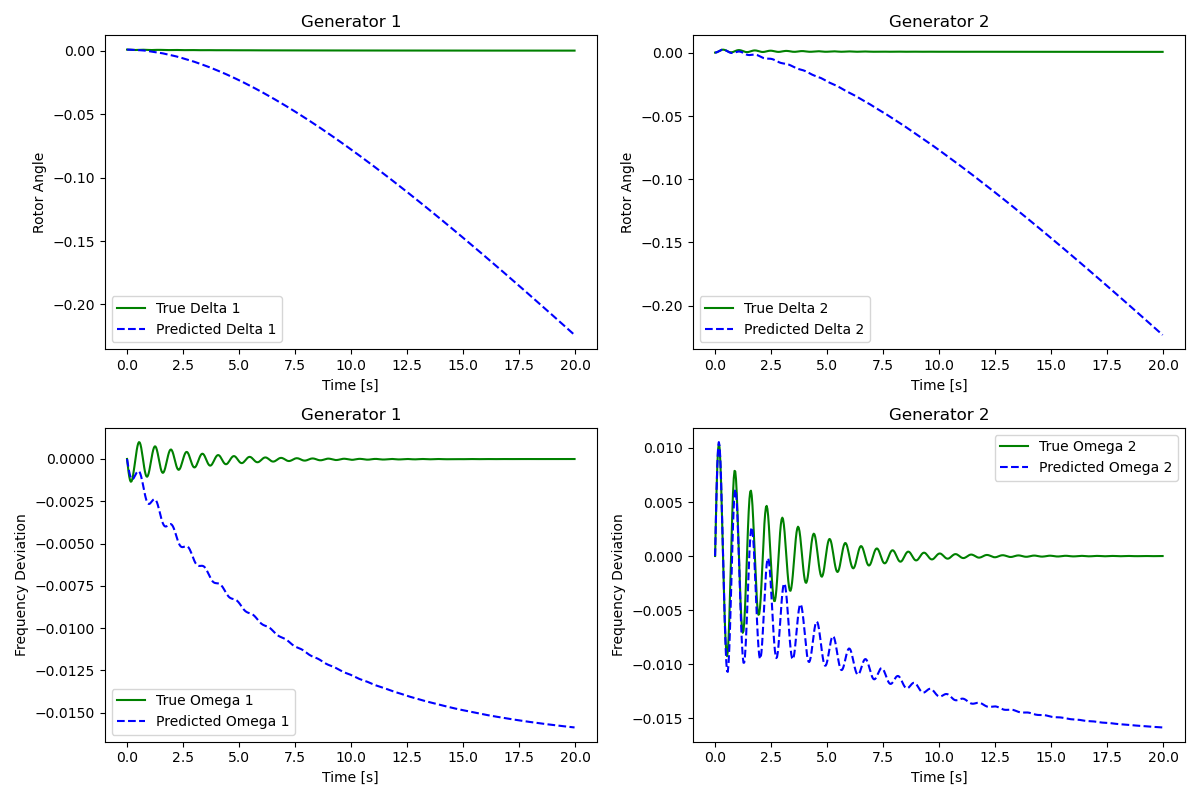 Generator 1
Rotor Angle
0.00
−0.05
−0.10
−0.15
−0.20
True Delta 1
Predicted Delta 1
0.0 2.5 5.0 7.5 10.0 12.5 15.0 17.5 20.0
Time [s]
Generator 2
Rotor Angle
0.00
−0.05
−0.10
−0.15
−0.20
True Delta 2
Predicted Delta 2
0.0 2.5 5.0 7.5 10.0 12.5 15.0 17.5 20.0
Time [s]
Generator 1
Frequency Deviation
0.0000
−0.0025
−0.0050
−0.0075
−0.0100
−0.0125
−0.0150
True Omega 1
Predicted Omega 1
0.0 2.5 5.0 7.5 10.0 12.5 15.0 17.5 20.0
Time [s]
Generator 2
Frequency Deviation
0.010
0.005
0.000
−0.005
−0.010
−0.015
True Omega 2
Predicted Omega 2
0.0 2.5 5.0 7.5 10.0 12.5 15.0 17.5 20.0
Time [s]